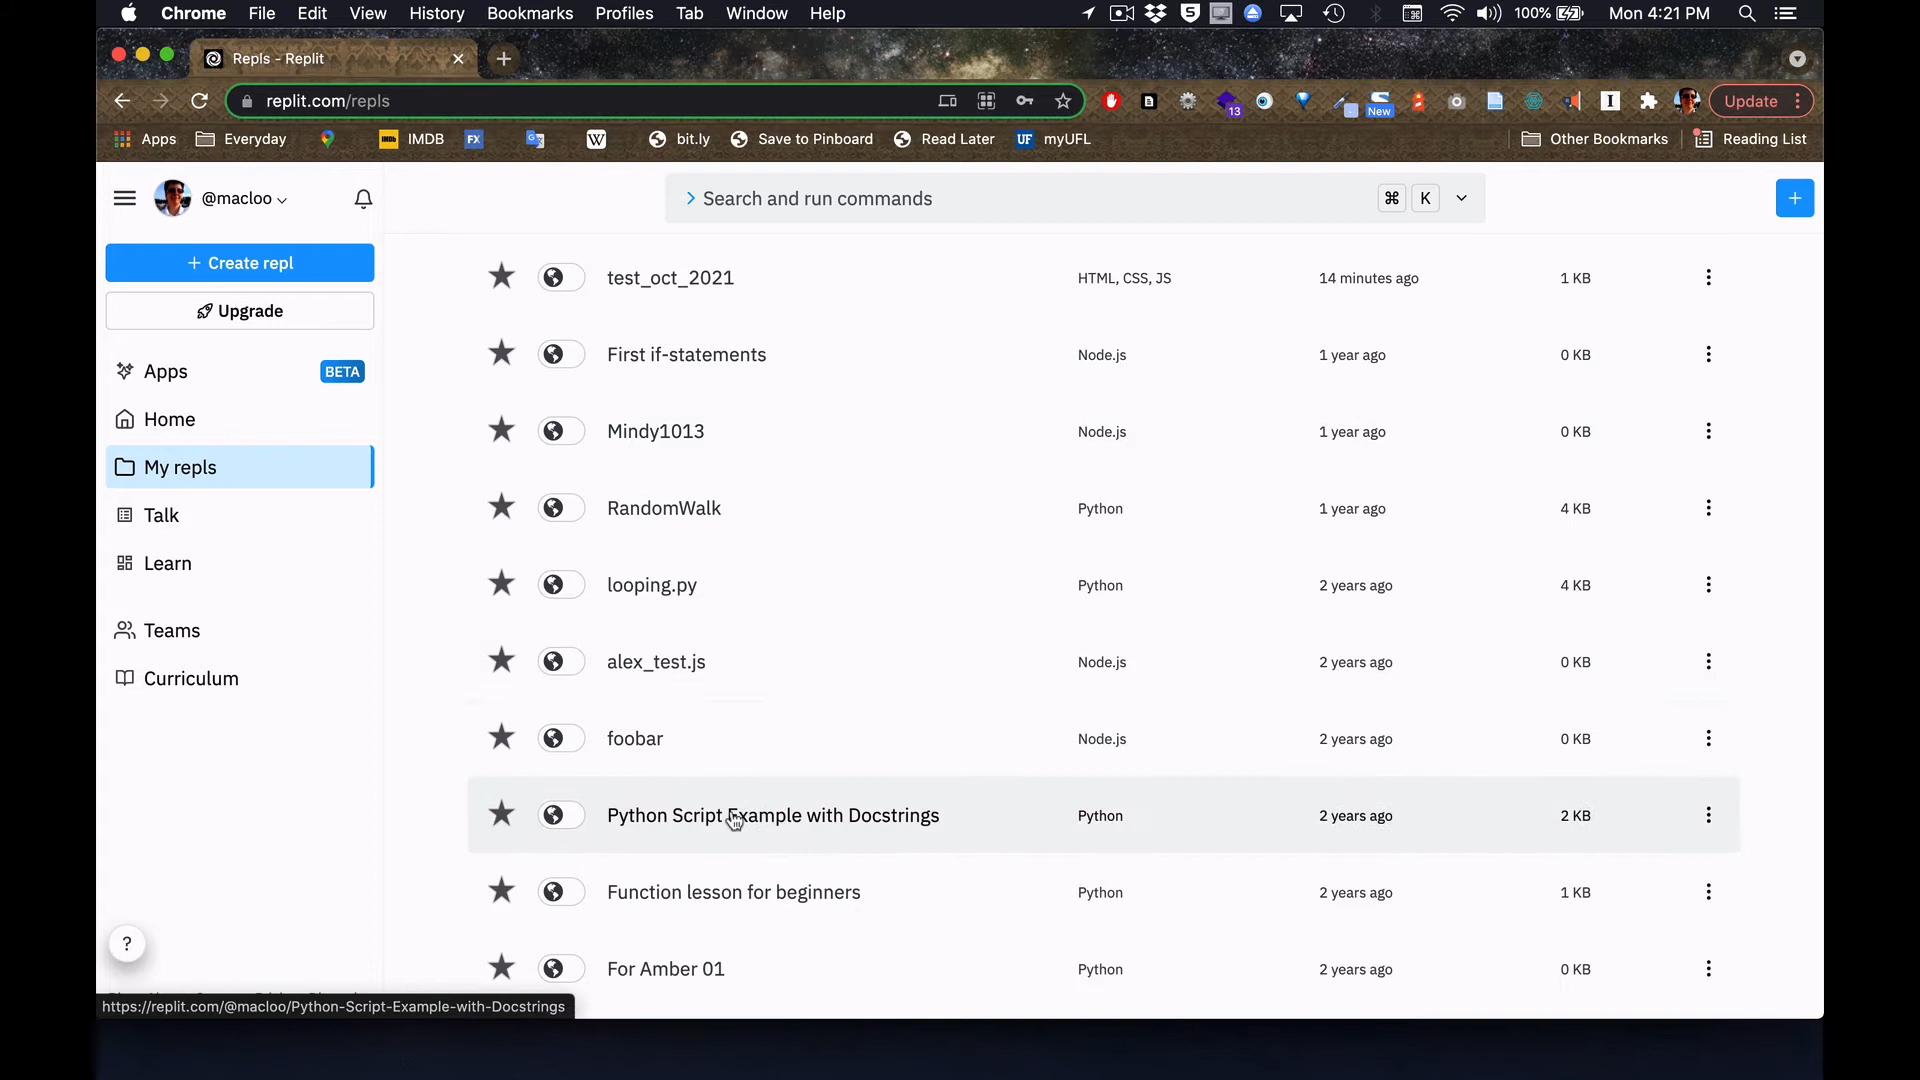 Chrome File Edit View History Bookmarks Profiles Tab Window Help 100% Mon 4:21 PM
Repls - Replit
replit.com/repls 13 New Update
Apps Everyday IMDB FX W bit.ly Save to Pinboard Read Later UF myUFL Other Bookmarks Reading List
@macloo Search and run commands ⌘ K +
+ Create repl
Upgrade
Apps BETA
Home
My repls
Talk
Learn
Teams
Curriculum
test_oct_2021 HTML, CSS, JS 14 minutes ago 1 KB
First if-statements Node.js 1 year ago 0 KB
Mindy1013 Node.js 1 year ago 0 KB
RandomWalk Python 1 year ago 4 KB
looping.py Python 2 years ago 4 KB
alex_test.js Node.js 2 years ago 0 KB
foobar Node.js 2 years ago 0 KB
Python Script Example with Docstrings Python 2 years ago 2 KB
Function lesson for beginners Python 2 years ago 1 KB
For Amber 01 Python 2 years ago 0 KB
?
https://replit.com/@macloo/Python-Script-Example-with-Docstrings